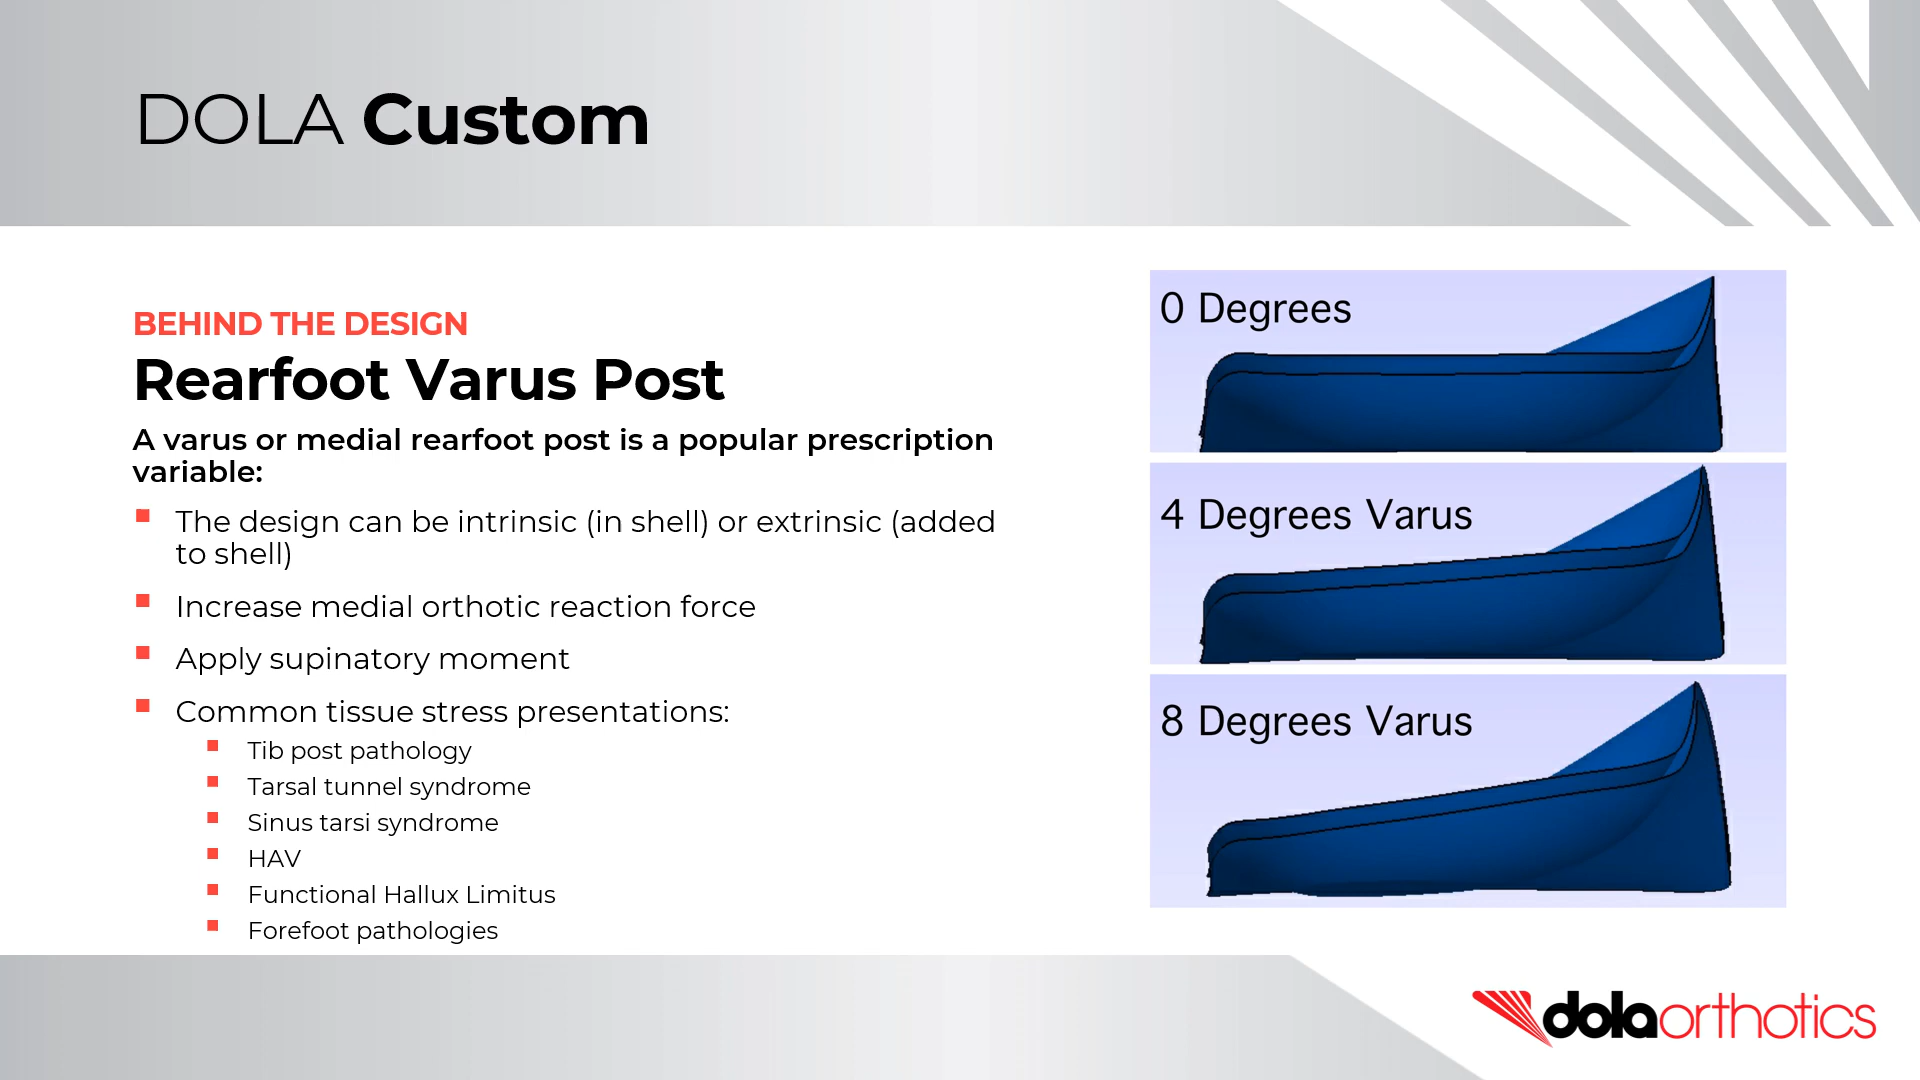 DOLA Custom
BEHIND THE DESIGN
Rearfoot Varus Post
A varus or medial rearfoot post is a popular prescription
variable:
The design can be intrinsic (in shell) or extrinsic (added
to shell)
Increase medial orthotic reaction force
Apply supinatory moment
Common tissue stress presentations:
Tib post pathology
Tarsal tunnel syndrome
Sinus tarsi syndrome
HAV
Functional Hallux Limitus
Forefoot pathologies
0 Degrees
4 Degrees Varus
8 Degrees Varus
dolaorthotics